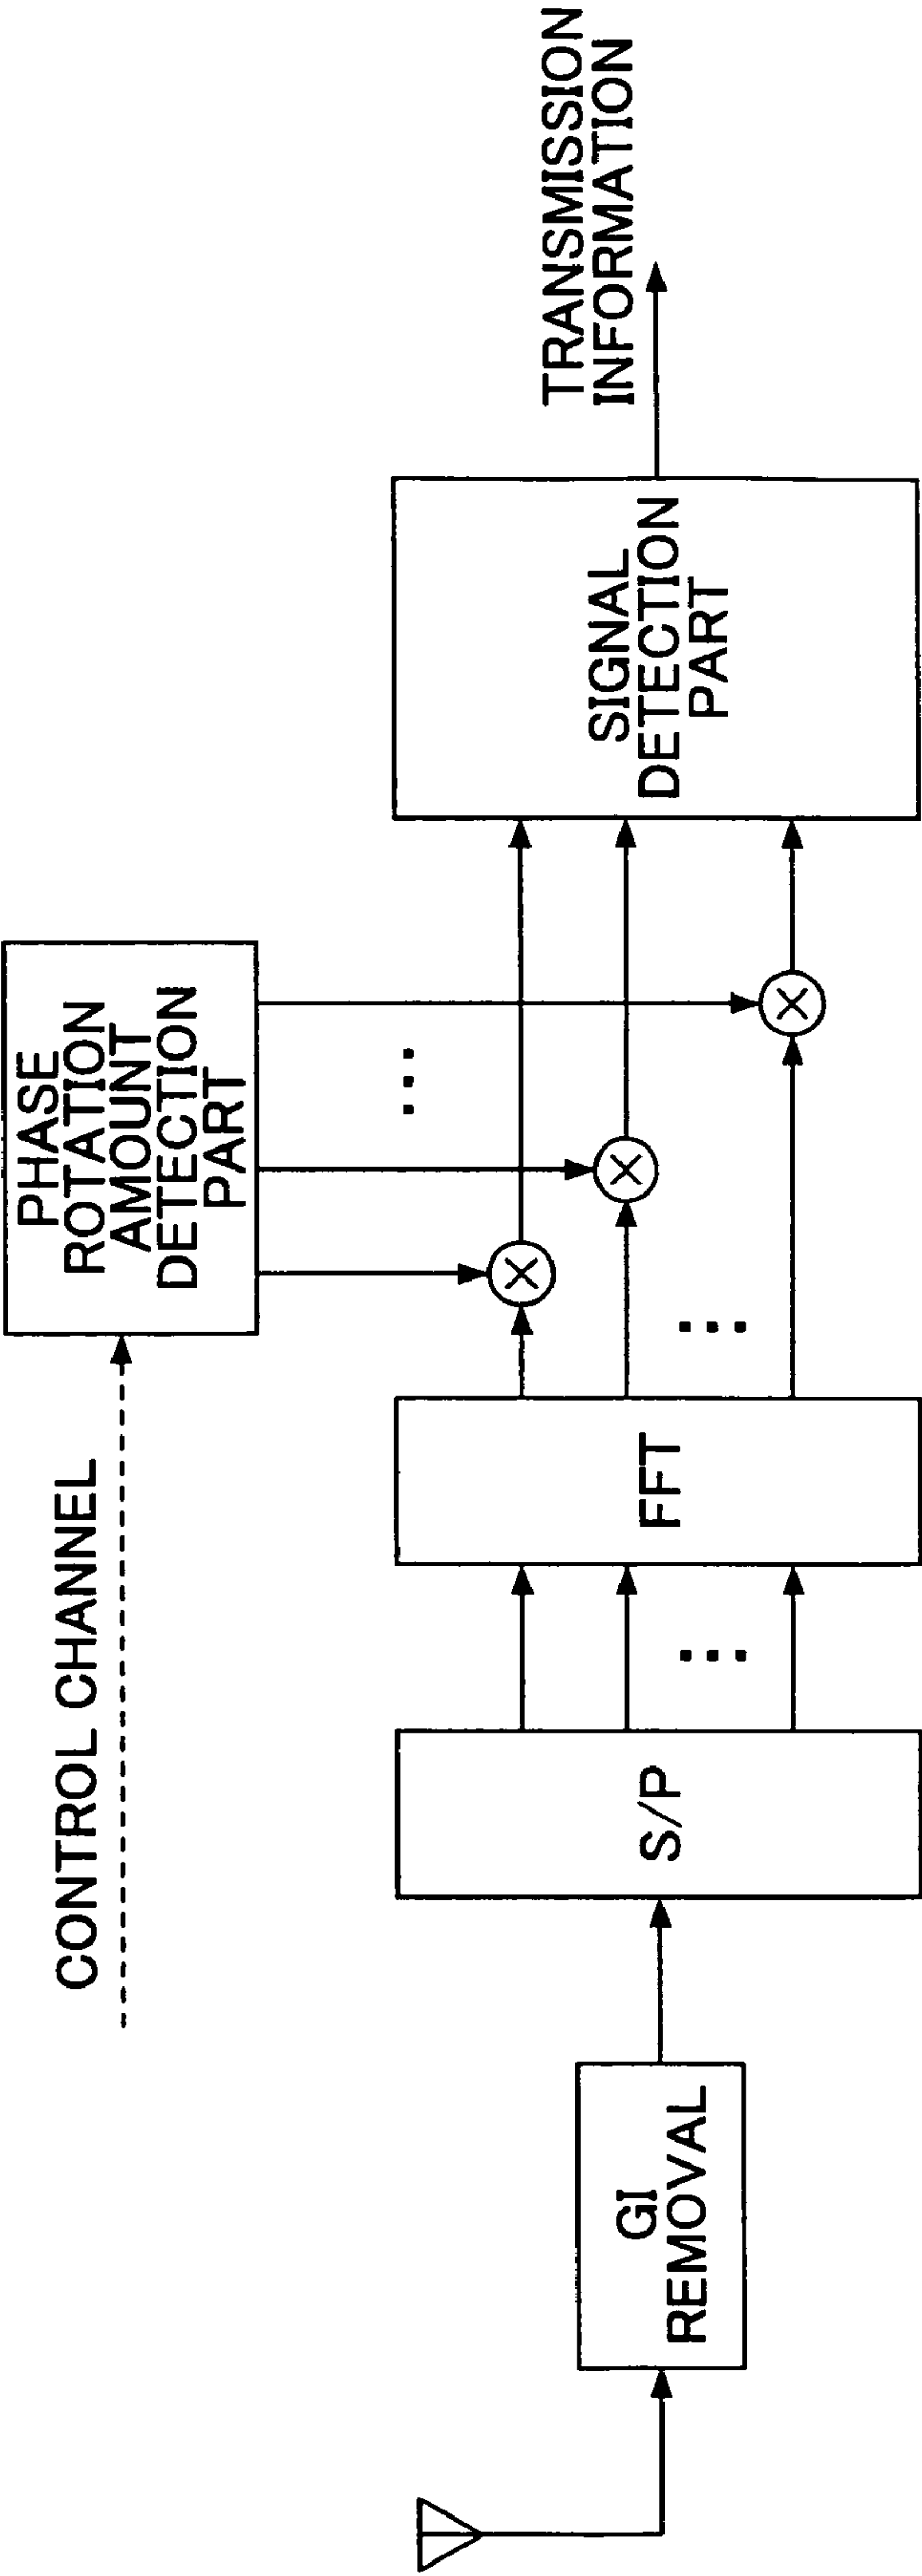 CONTROL CHANNEL
PHASE
ROTATION
AMOUNT
DETECTION
PART
TRANSMISSION
INFORMATION
GI
REMOVAL
S/P
FFT
SIGNAL
DETECTION
PART